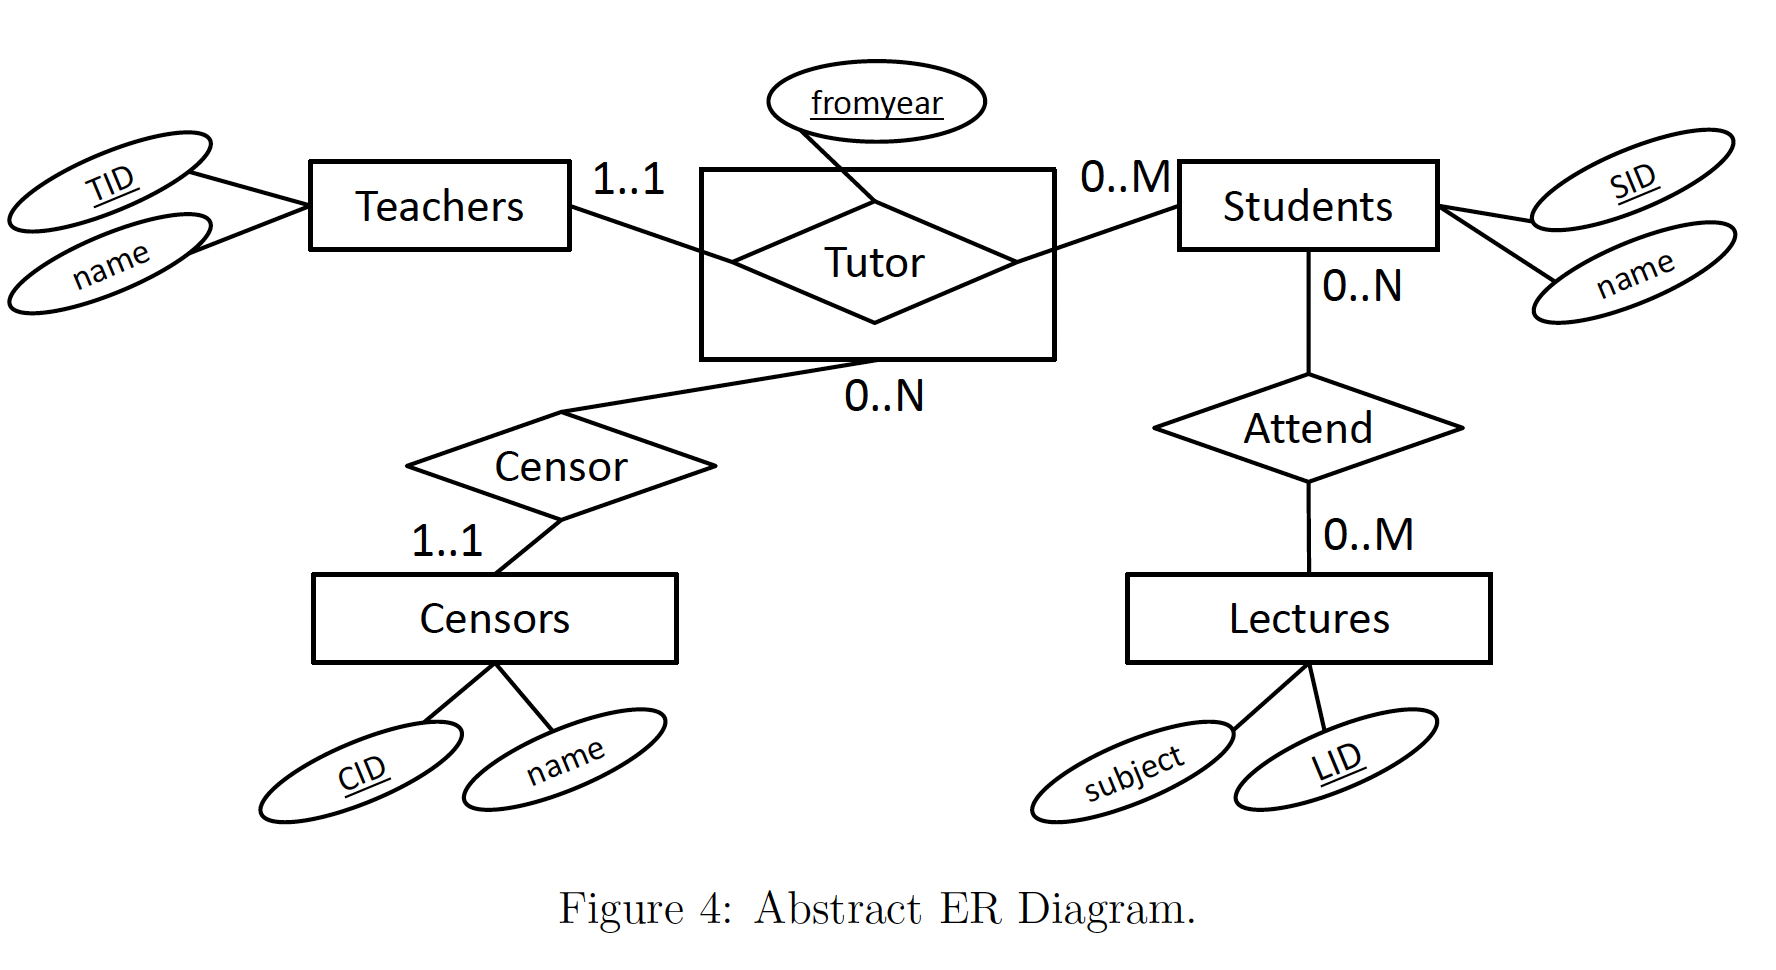 fromyear
TID
name
Teachers
1..1
Tutor
0..M
Students
SID
name
0..N
0..N
Censor
Attend
1..1
0..M
Censors
Lectures
CID
name
subject
LID
Figure 4: Abstract ER Diagram.